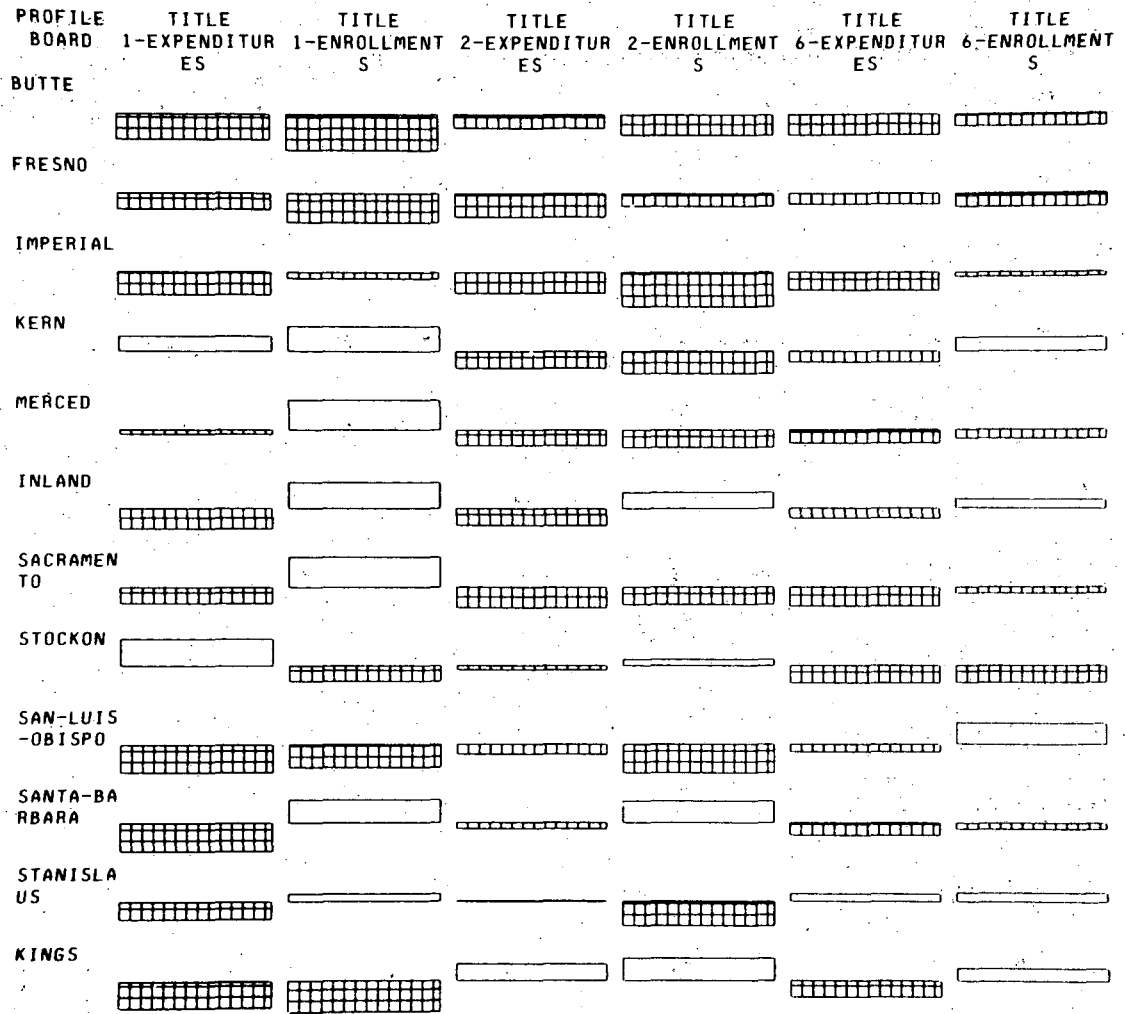 PROFILE TITLE TITLE TITLE TITLE TITLE TITLE
BOARD 1-EXPENDITUR 1-ENROLLMENT 2-EXPENDITUR 2-ENROLLMENT 6-EXPENDITUR 6-ENROLLMENT
ES S ES S ES S
BUTTE
FRESNO
IMPERIAL
KERN
MERCED
INLAND
SACRAMEN
TO
STOCKON
SAN-LUIS
-OBISPO
SANTA-BA
RBARA
STANISLA
US
KINGS